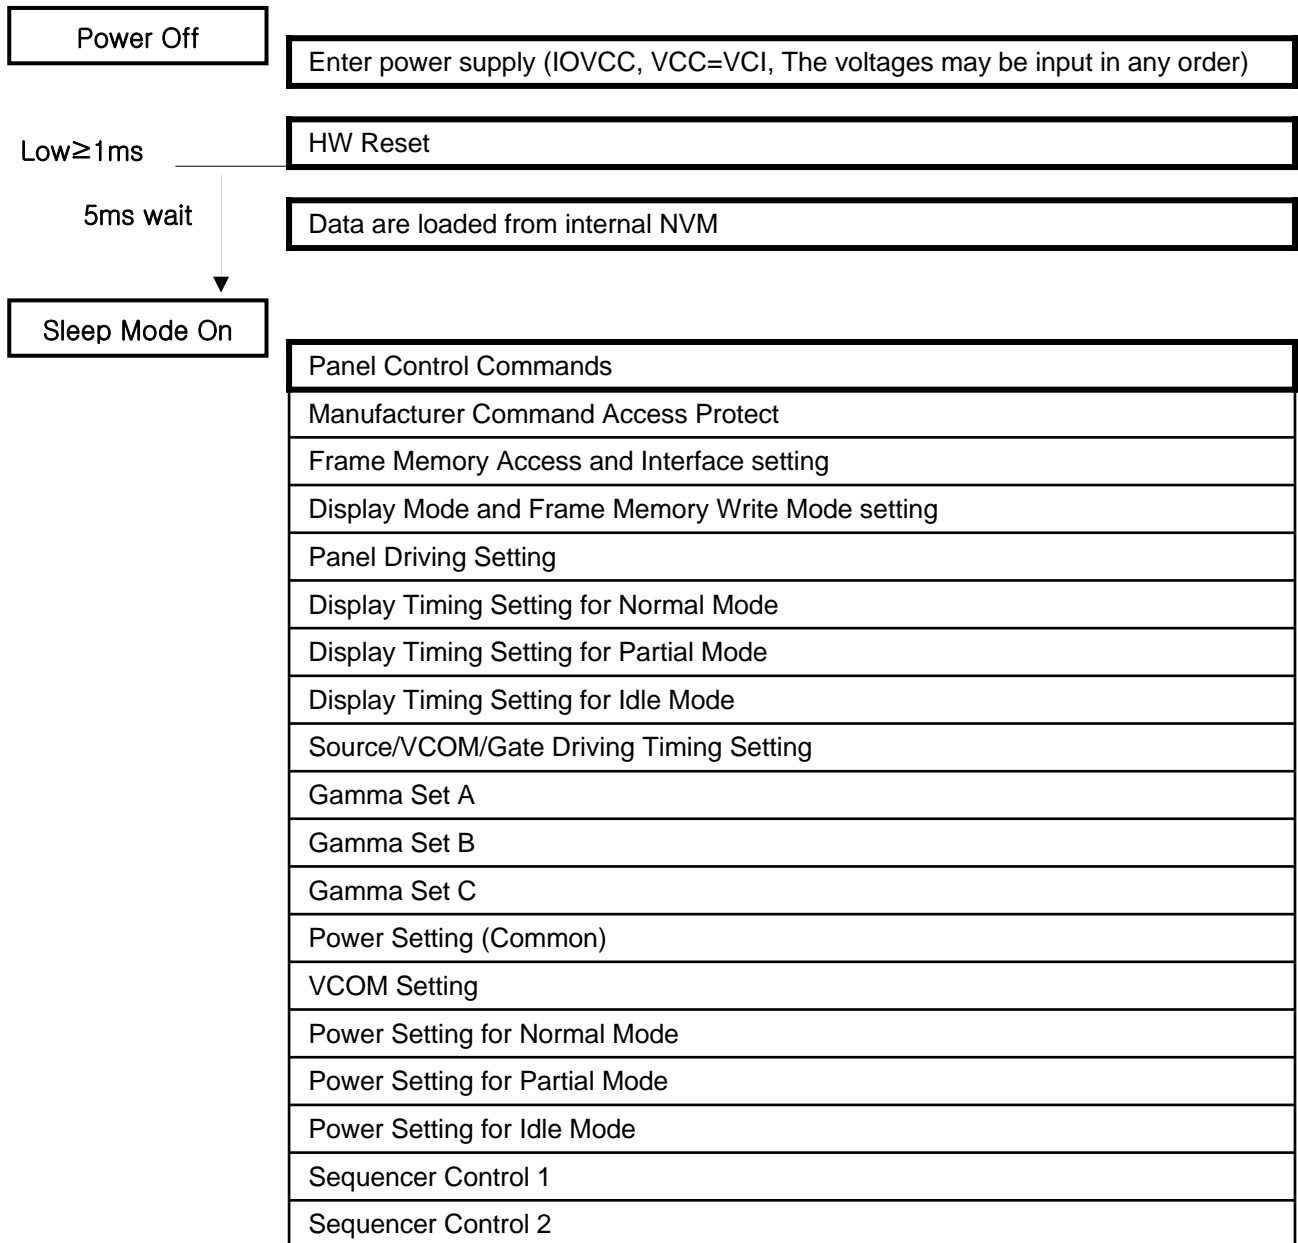 Power Off
Enter power supply (IOVCC, VCC=VCI, The voltages may be input in any order)
Low≥1ms
HW Reset
5ms wait
Data are loaded from internal NVM
Sleep Mode On
Panel Control Commands
Manufacturer Command Access Protect
Frame Memory Access and Interface setting
Display Mode and Frame Memory Write Mode setting
Panel Driving Setting
Display Timing Setting for Normal Mode
Display Timing Setting for Partial Mode
Display Timing Setting for Idle Mode
Source/VCOM/Gate Driving Timing Setting
Gamma Set A
Gamma Set B
Gamma Set C
Power Setting (Common)
VCOM Setting
Power Setting for Normal Mode
Power Setting for Partial Mode
Power Setting for Idle Mode
Sequencer Control 1
Sequencer Control 2